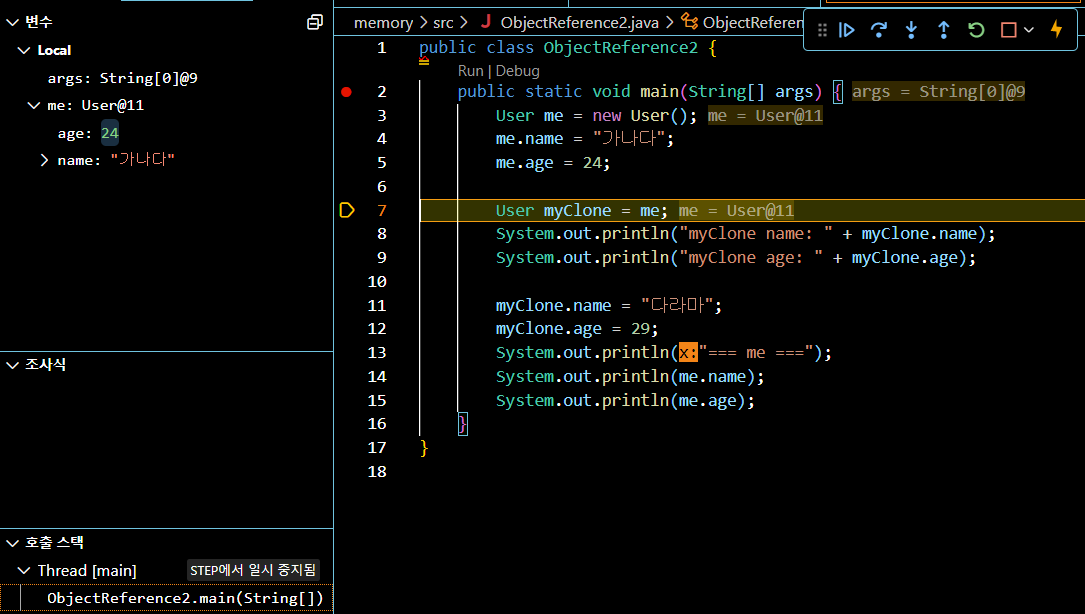 변수
Local
args: String[0]@9
me: User@11
age: 24
name: "가나다"
조사식
호출 스택
Thread [main] STEP에서 일시 중지됨
ObjectReference2.main(String[])
memory > src > J ObjectReference2.java > ObjectReferen
1 public class ObjectReference2 {
Run | Debug
2 public static void main(String[] args) { args = String[0]@9
3 User me = new User(); me = User@11
4 me.name = "가나다";
5 me.age = 24;
6
7 User myClone = me; me = User@11
8 System.out.println("myClone name: " + myClone.name);
9 System.out.println("myClone age: " + myClone.age);
10
11 myClone.name = "다라마";
12 myClone.age = 29;
13 System.out.println(x:"=== me ===");
14 System.out.println(me.name);
15 System.out.println(me.age);
16 }
17 }
18